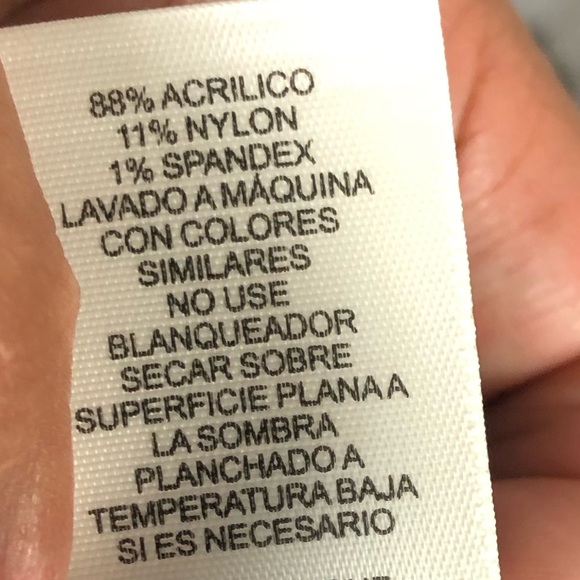 88% ACRILICO
11% NYLON
1% SPANDEX
LAVADO A MÁQUINA
CON COLORES
SIMILARES
NO USE
BLANQUEADOR
SECAR SOBRE
SUPERFICIE PLANA A
LA SOMBRA
PLANCHADO A
TEMPERATURA BAJA
SI ES NECESARIO